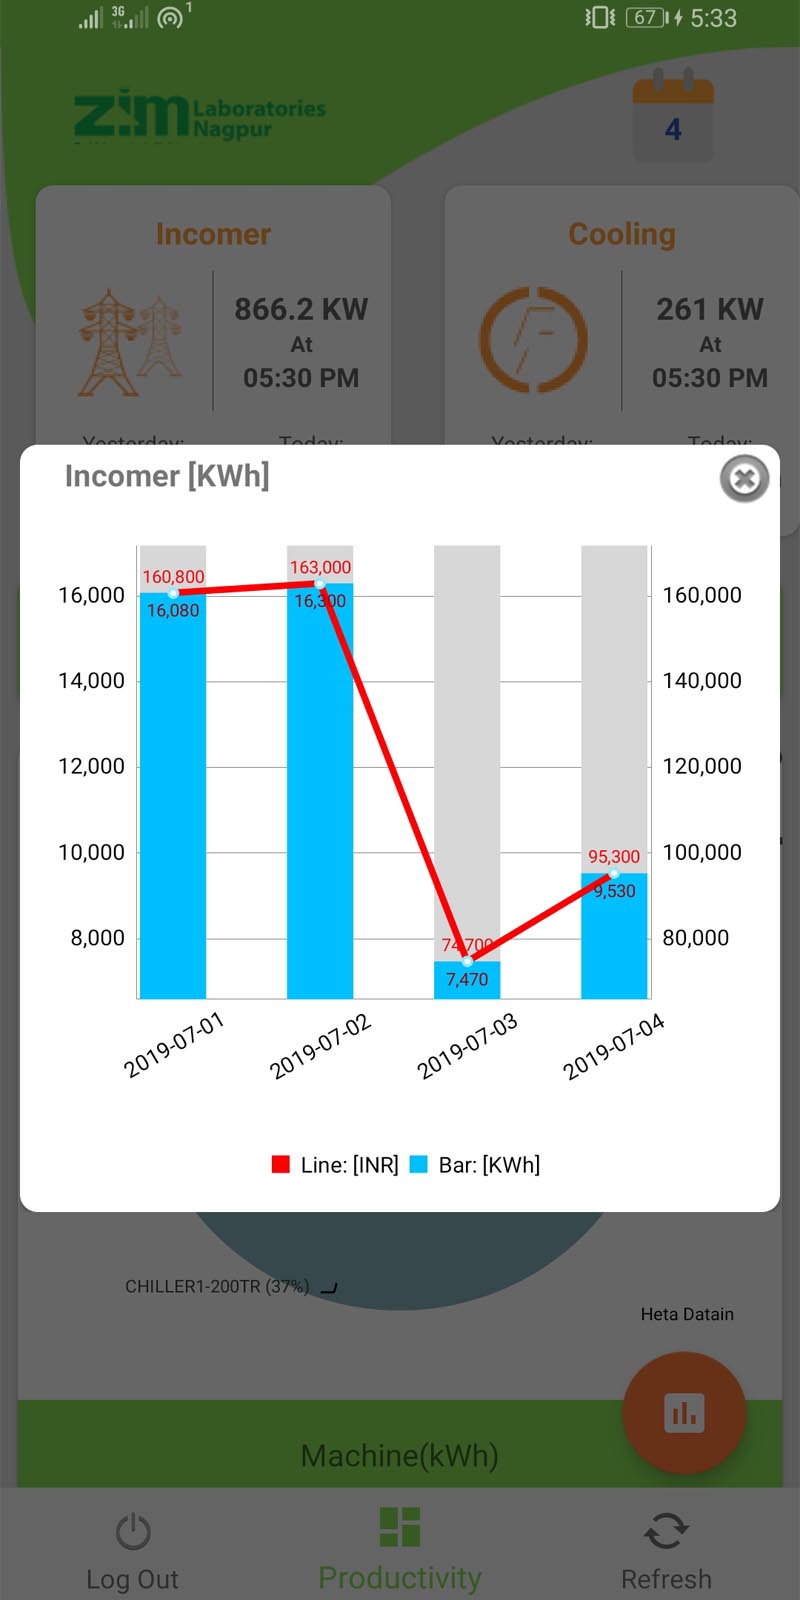 3G
1
67
5:33
zim Laboratories
Nagpur
4
Incomer
Cooling
866.2 KW
At
05:30 PM
261 KW
At
05:30 PM
Yesterday:
Today:
Yesterday:
Today:
Incomer [KWh]
160,800
163,000
16,000
16,080
16,300
160,000
14,000
140,000
12,000
120,000
10,000
100,000
95,300
9,530
8,000
74,700
80,000
7,470
2019-07-01
2019-07-02
2019-07-03
2019-07-04
Line: [INR]
Bar: [KWh]
CHILLER1-200TR (37%)
Heta Datain
Machine(kWh)
Log Out
Productivity
Refresh